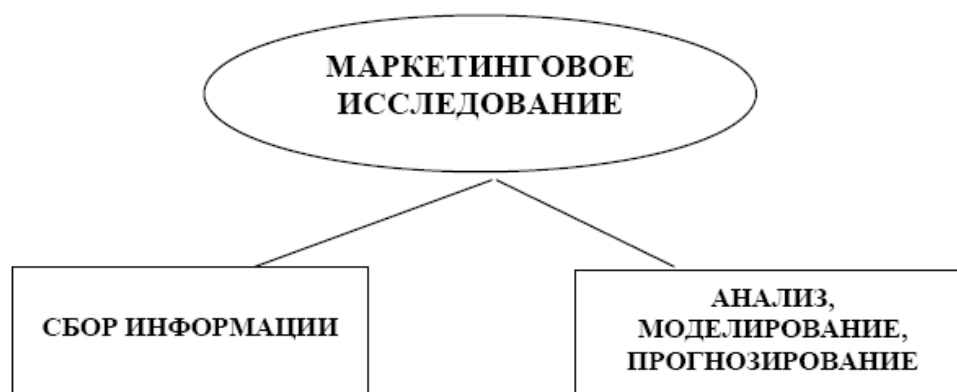 МАРКЕТИНГОВОЕ
ИССЛЕДОВАНИЕ
СБОР ИНФОРМАЦИИ
АНАЛИЗ,
МОДЕЛИРОВАНИЕ,
ПРОГНОЗИРОВАНИЕ